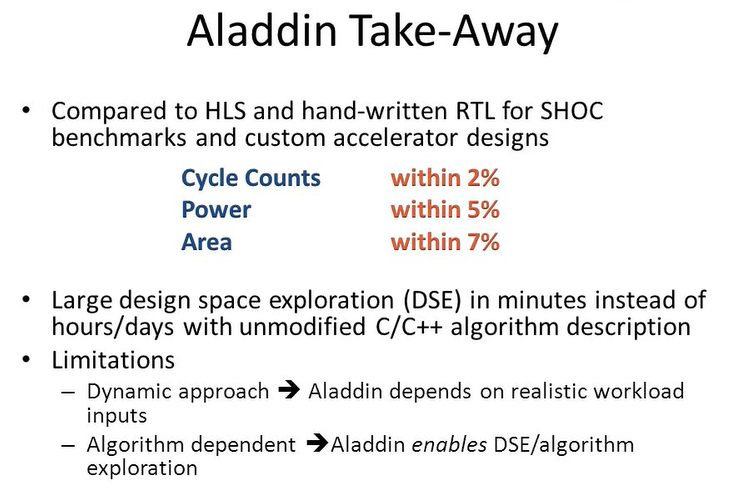 Aladdin Take-Away
• Compared to HLS and hand-written RTL for SHOC
benchmarks and custom accelerator designs
Cycle Counts within 2%
Power within 5%
Area within 7%
• Large design space exploration (DSE) in minutes instead of
hours/days with unmodified C/C++ algorithm description
• Limitations
– Dynamic approach ➔ Aladdin depends on realistic workload
inputs
– Algorithm dependent ➔Aladdin enables DSE/algorithm
exploration